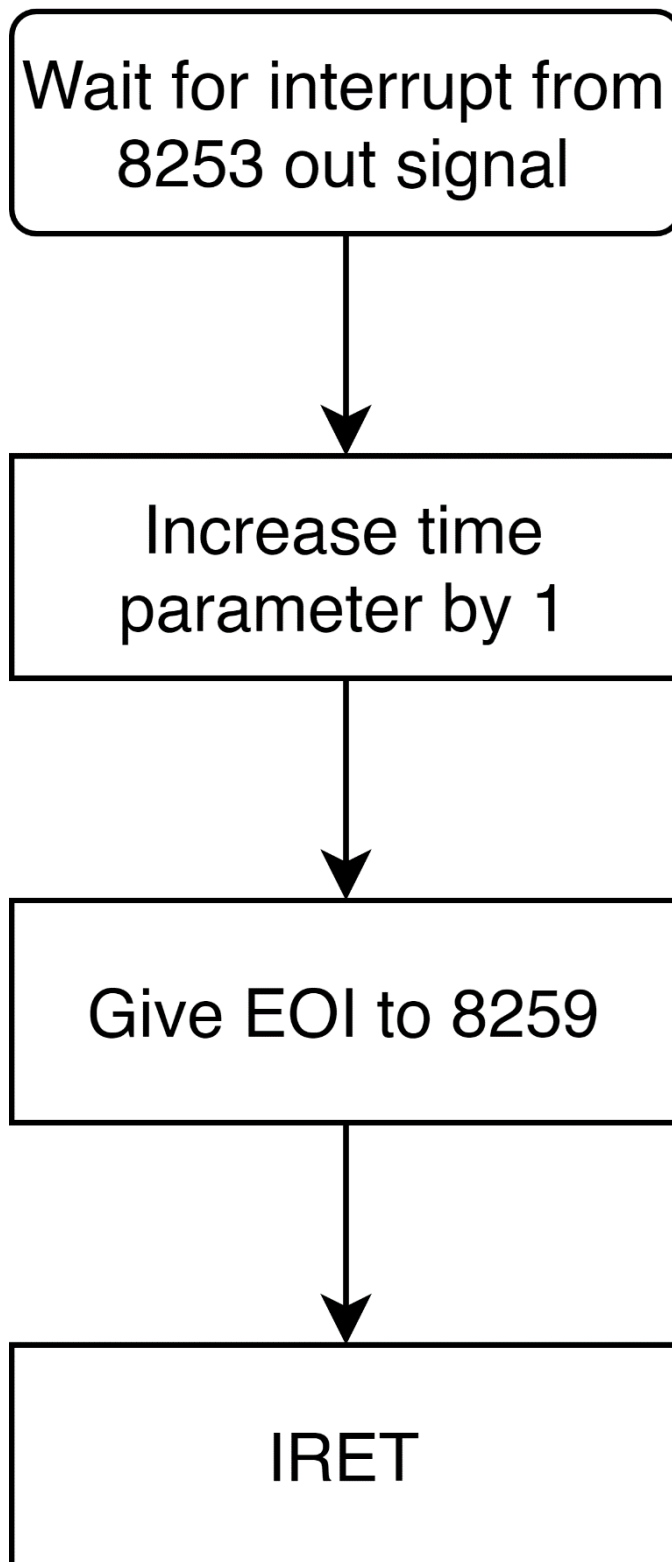 Wait for interrupt from
8253 out signal
Increase time
parameter by 1
Give EOI to 8259
IRET